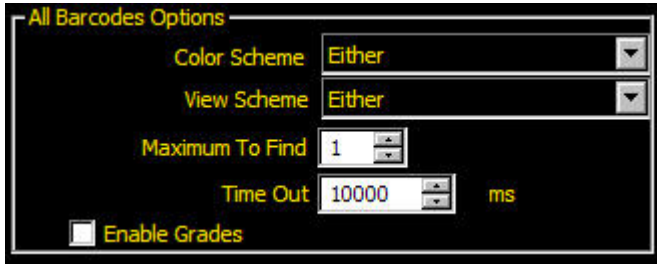 All Barcodes Options
Color Scheme Either
View Scheme Either
Maximum To Find 1
Time Out 10000 ms
Enable Grades